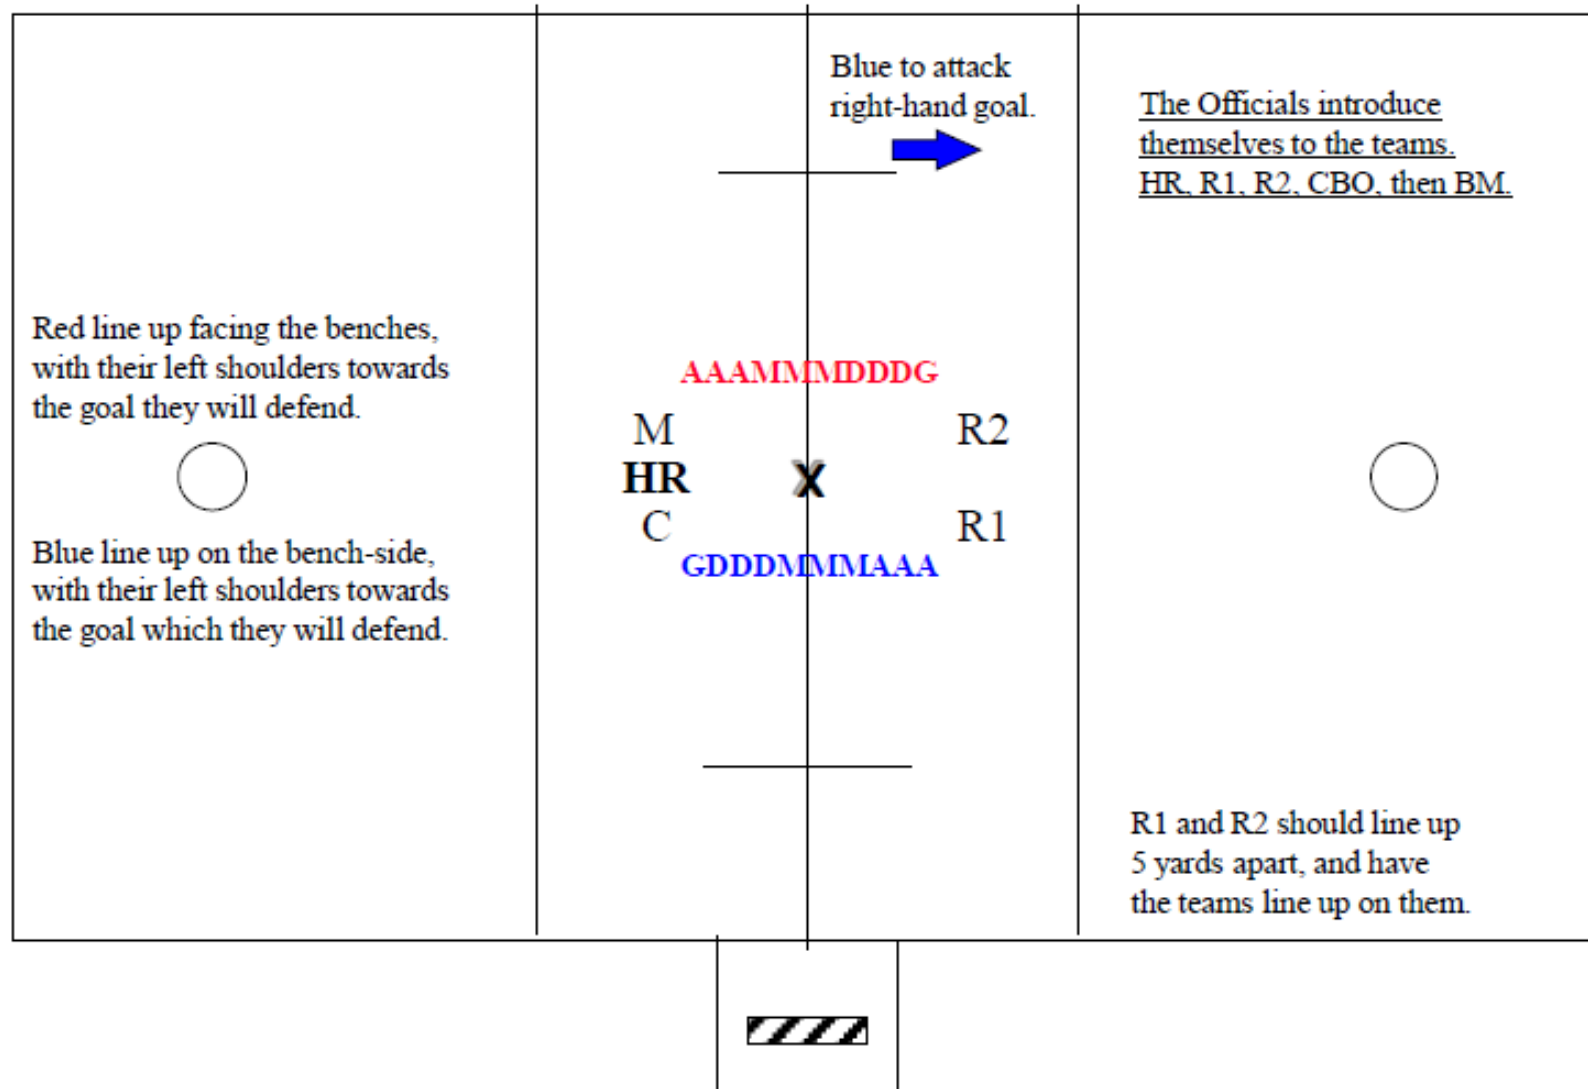 Blue to attack
right-hand goal.
The Officials introduce
themselves to the teams.
HR, R1, R2, CBO, then BM.
Red line up facing the benches,
with their left shoulders towards
the goal they will defend.
AAAMMMDDDG
M
R2
HR
X
C
R1
GDDDMMMAAA
Blue line up on the bench-side,
with their left shoulders towards
the goal which they will defend.
R1 and R2 should line up
5 yards apart, and have
the teams line up on them.